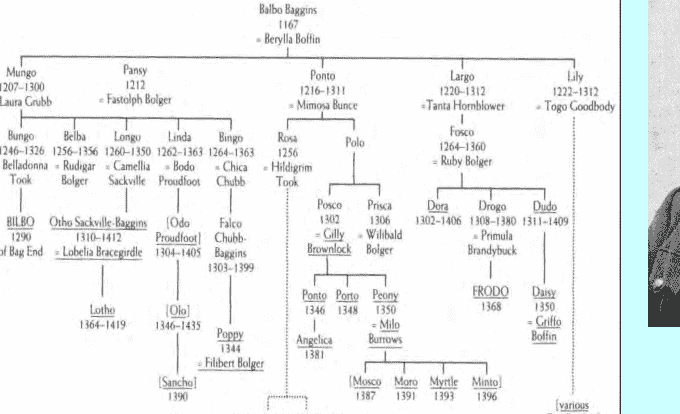 Balbo Baggins
1167
= Berylla Boffin
Mungo
1207–1300
Laura Grubb
Pansy
1212
= Fastolph Bolger
Ponto
1216–1311
= Mimosa Bunce
Largo
1220–1312
= Tanta Hornblower
Lily
1222–1312
= Togo Goodbody
Bungo
1246–1326
Belladonna
Took
Belba
1256–1356
= Rudigar
Bolger
Longo
1260–1350
= Camellia
Sackville
Linda
1262–1363
= Bodo
Proudfoot
Bingo
1264–1363
= Chica
Chubb
Rosa
1256
= Hildigrim
Took
Polo
Fosco
1264–1360
= Ruby Bolger
Posco
1302
= Gilly
Brownlock
Prisca
1306
= Wilibald
Bolger
Dora
1302–1406
Drogo
1308–1380
= Primula
Brandybuck
Dudo
1311–1409
BILBO
1290
of Bag End
Otho Sackville-Baggins
1310–1412
= Lobelia Bracegirdle
[Odo
Proudfoot]
1304–1405
Falco
Chubb-
Baggins
1303–1399
Lotho
1364–1419
[Olo]
1346–1435
Poppy
1344
= Filibert Bolger
Ponto
1346
Porto
1348
Peony
1350
= Milo
Burrows
FRODO
1368
Daisy
1350
= Griffo
Boffin
Angelica
1381
[Sancho]
1390
[Mosco
1387
Moro
1391
Myrtle
1393
Minto]
1396
[various